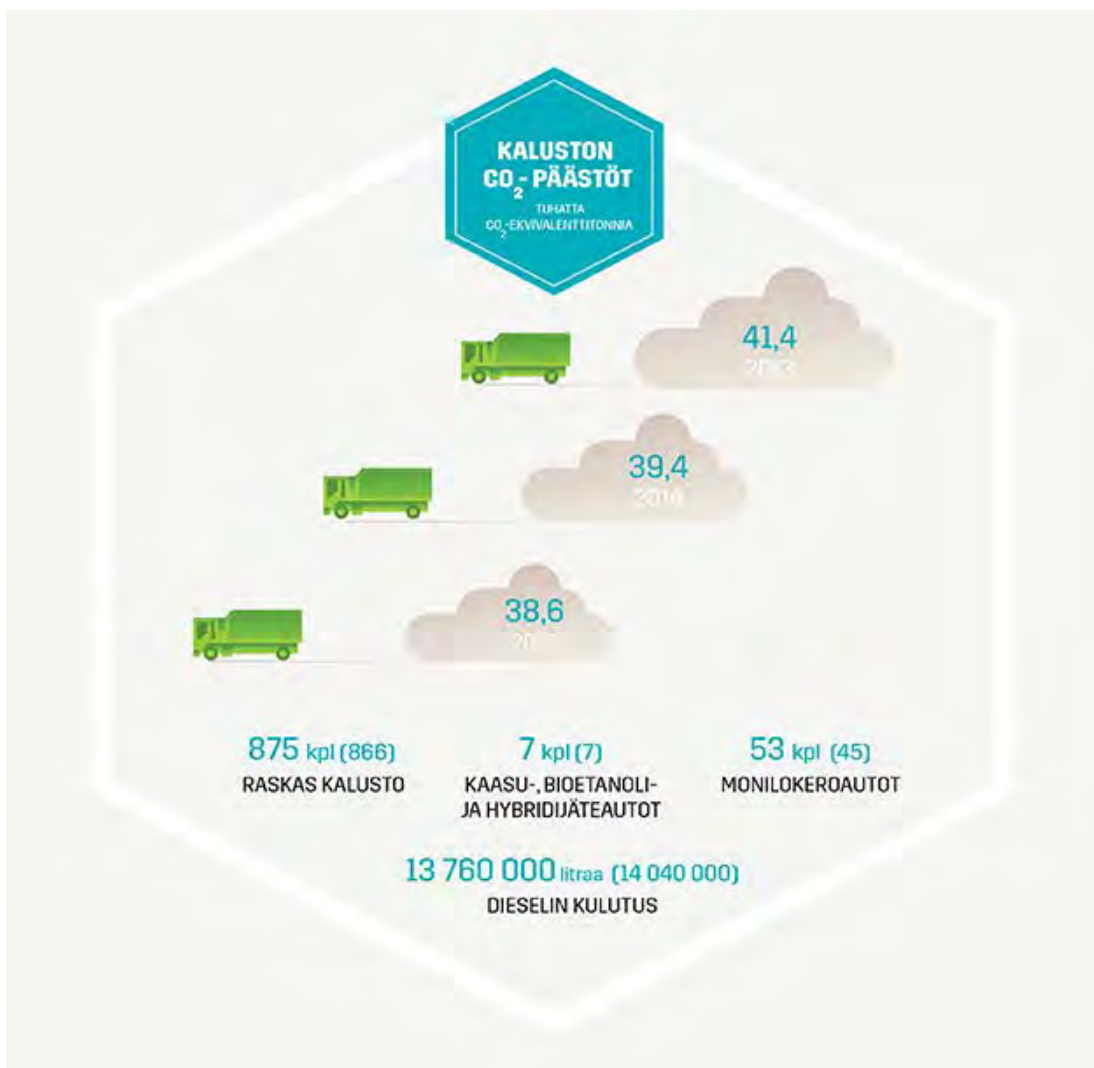 KALUSTON
CO2- PÄÄSTÖT
TUHATTA
CO2-EKVIVALENTTITONNIA
41,4
39,4
38,6
875 kpl (866)
RASKAS KALUSTO
7 kpl (7)
KAASU-, BIOETANOLI-
JA HYBRIDIJÄTEAUTOT
53 kpl (45)
MONILOKEROAUTOT
13 760 000 litraa (14 040 000)
DIESELIN KULUTUS